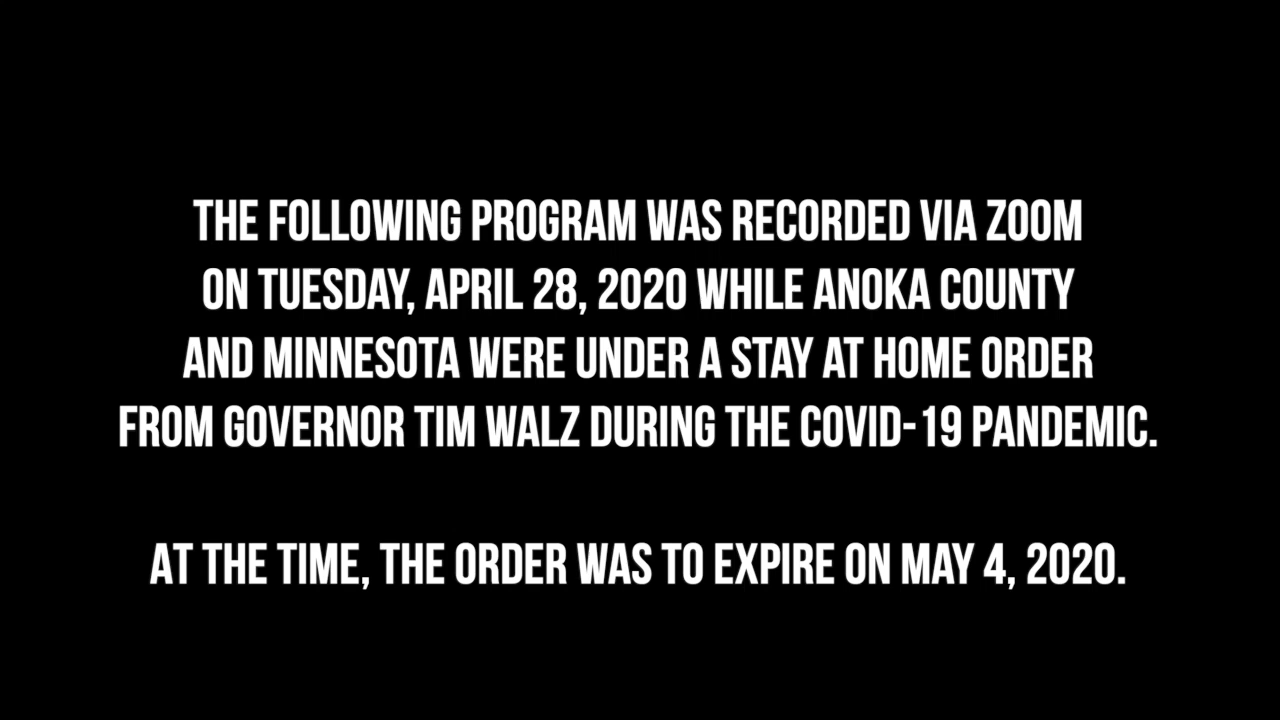 THE FOLLOWING PROGRAM WAS RECORDED VIA ZOOM
ON TUESDAY, APRIL 28, 2020 WHILE ANOKA COUNTY
AND MINNESOTA WERE UNDER A STAY AT HOME ORDER
FROM GOVERNOR TIM WALZ DURING THE COVID-19 PANDEMIC.
AT THE TIME, THE ORDER WAS TO EXPIRE ON MAY 4, 2020.